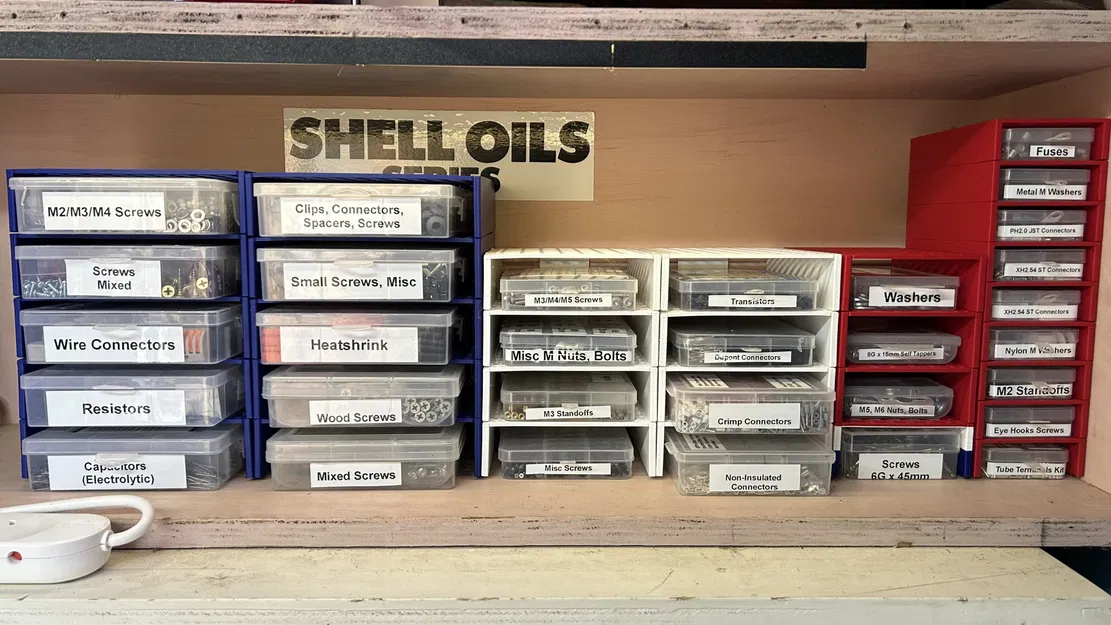 SHELL OILS
SERIES
M2/M3/M4 Screws
Screws
Mixed
Wire Connectors
Resistors
Capacitors
(Electrolytic)
Clips, Connectors,
Spacers, Screws
Small Screws, Misc
Heatshrink
Wood Screws
Mixed Screws
M3/M4/M5 Screws
Misc M Nuts, Bolts
M3 Standoffs
Misc Screws
Transistors
Dupont Connectors
Crimp Connectors
Non-Insulated
Connectors
Washers
8G x 15mm Self Tappers
M5, M6 Nuts, Bolts
Screws
6G x 45mm
Fuses
Metal M Washers
PH2.0 JST Connectors
XH2.54 ST Connectors
XH2.54 ST Connectors
Nylon M Washers
M2 Standoffs
Eye Hooks Screws
Tube Terminals Kit